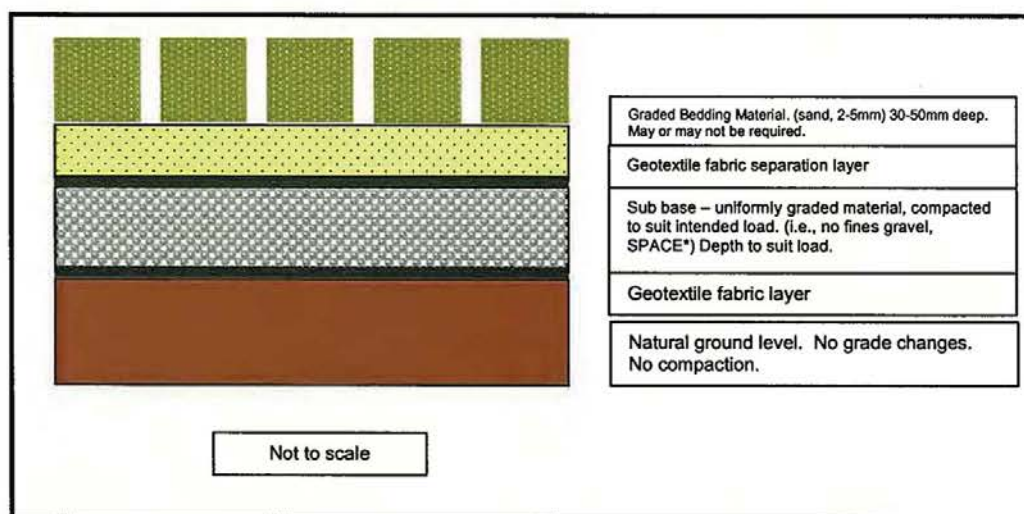 Graded Bedding Material. (sand, 2-5mm) 30-50mm deep.
May or may not be required.
Geotextile fabric separation layer
Sub base – uniformly graded material, compacted
to suit intended load. (i.e., no fines gravel,
SPACE*) Depth to suit load.
Geotextile fabric layer
Natural ground level. No grade changes.
No compaction.
Not to scale